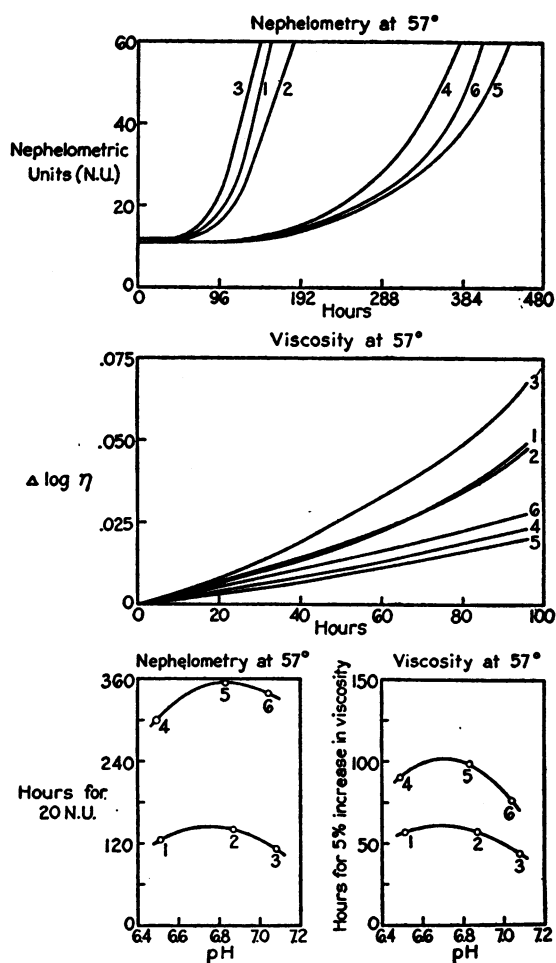 Nephelometry at 57°
60
40
20
0
Nephelometric
Units (N.U.)
3
1
2
4
6
5
0 96 192 288 384 480
Hours
Viscosity at 57°
.075
.050
.025
0
Δ log η
3
1
2
6
4
5
0 20 40 60 80 100
Hours
Nephelometry at 57°
360
240
120
0
Hours for
20 N.U.
4
5
6
1
2
3
6.4 6.6 6.8 7.0 7.2
pH
Viscosity at 57°
Hours for 5% increase in viscosity
150
100
50
0
4
5
6
1
2
3
6.4 6.6 6.8 7.0 7.2
pH